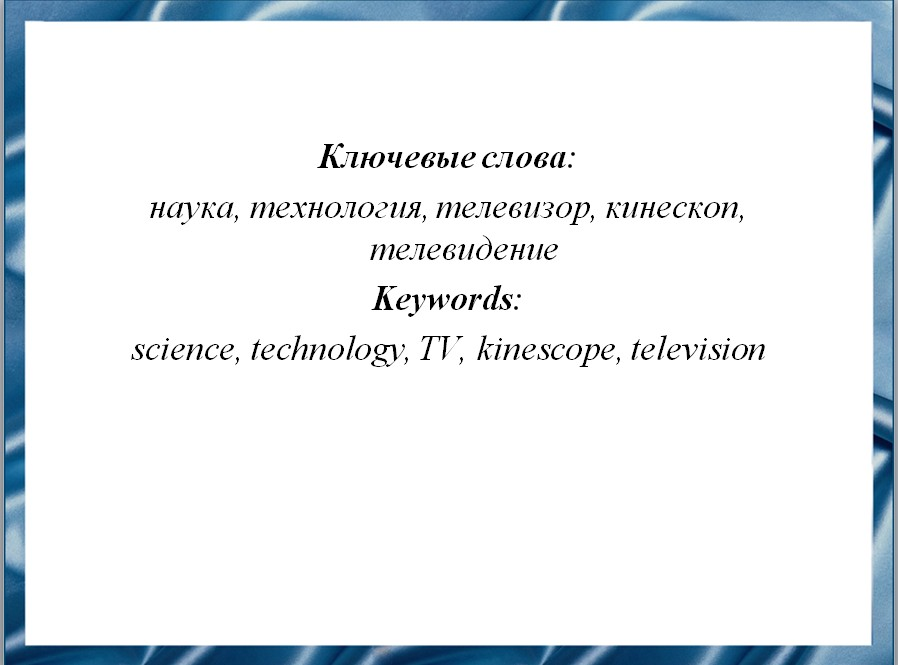 Ключевые слова:
наука, технология, телевизор, кинескоп,
телевидение
Keywords:
science, technology, TV, kinescope, television